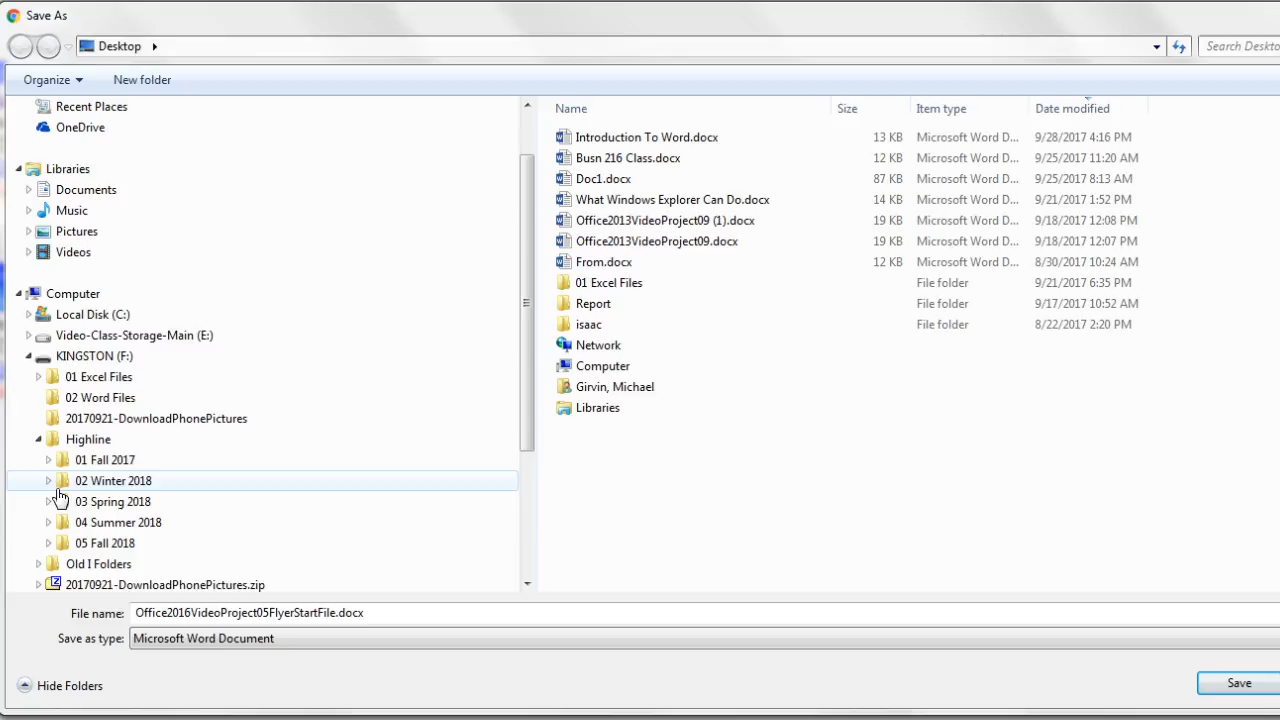 Save As
Desktop
Search Deskto
Organize
New folder
Recent Places
OneDrive
Libraries
Documents
Music
Pictures
Videos
Computer
Local Disk (C:)
Video-Class-Storage-Main (E:)
KINGSTON (F:)
01 Excel Files
02 Word Files
20170921-DownloadPhonePictures
Highline
01 Fall 2017
02 Winter 2018
03 Spring 2018
04 Summer 2018
05 Fall 2018
Old I Folders
20170921-DownloadPhonePictures.zip
Name Size Item type Date modified
Introduction To Word.docx 13 KB Microsoft Word D... 9/28/2017 4:16 PM
Busn 216 Class.docx 12 KB Microsoft Word D... 9/25/2017 11:20 AM
Doc1.docx 87 KB Microsoft Word D... 9/25/2017 8:13 AM
What Windows Explorer Can Do.docx 14 KB Microsoft Word D... 9/21/2017 1:52 PM
Office2013VideoProject09 (1).docx 19 KB Microsoft Word D... 9/18/2017 12:08 PM
Office2013VideoProject09.docx 19 KB Microsoft Word D... 9/18/2017 12:07 PM
From.docx 12 KB Microsoft Word D... 8/30/2017 10:24 AM
01 Excel Files File folder 9/21/2017 6:35 PM
Report File folder 9/17/2017 10:52 AM
isaac File folder 8/22/2017 2:20 PM
Network
Computer
Girvin, Michael
Libraries
File name: Office2016VideoProject05FlyerStartFile.docx
Save as type: Microsoft Word Document
Hide Folders
Save